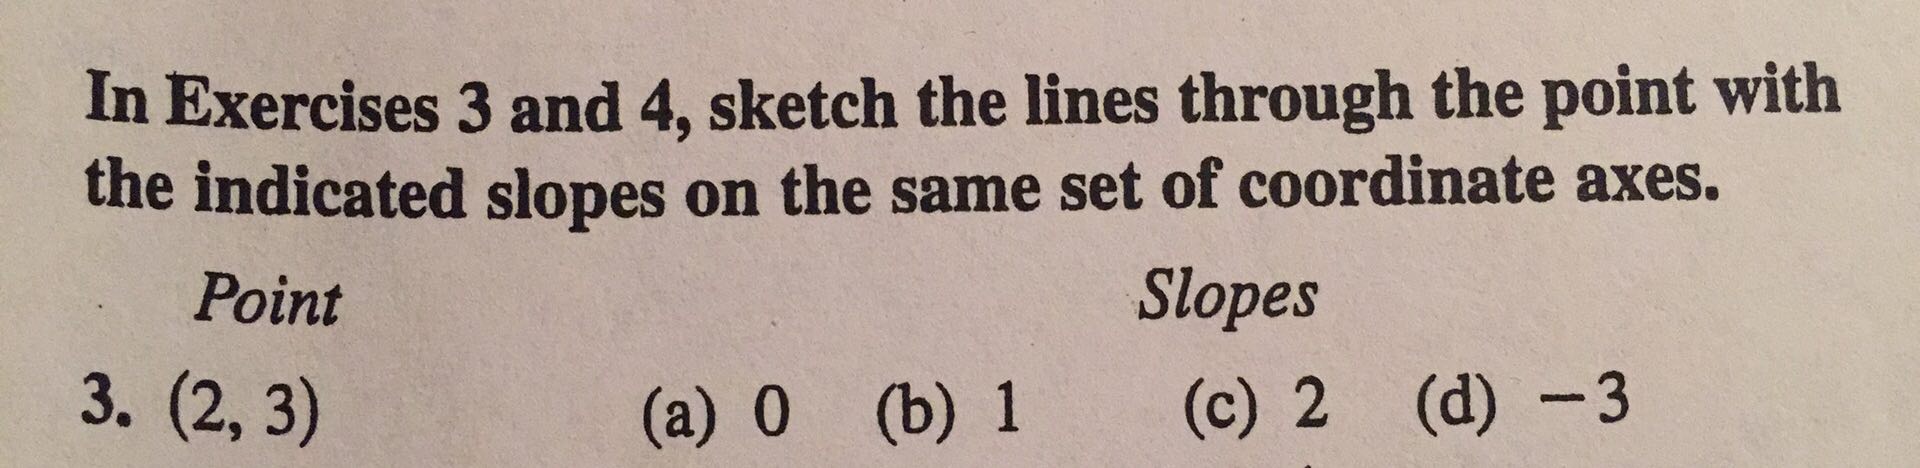 In Exercises 3 and 4, sketch the lines through the point with
the indicated slopes on the same set of coordinate axes.
Point Slopes
3. (2, 3) (a) 0 (b) 1 (c) 2 (d) −3